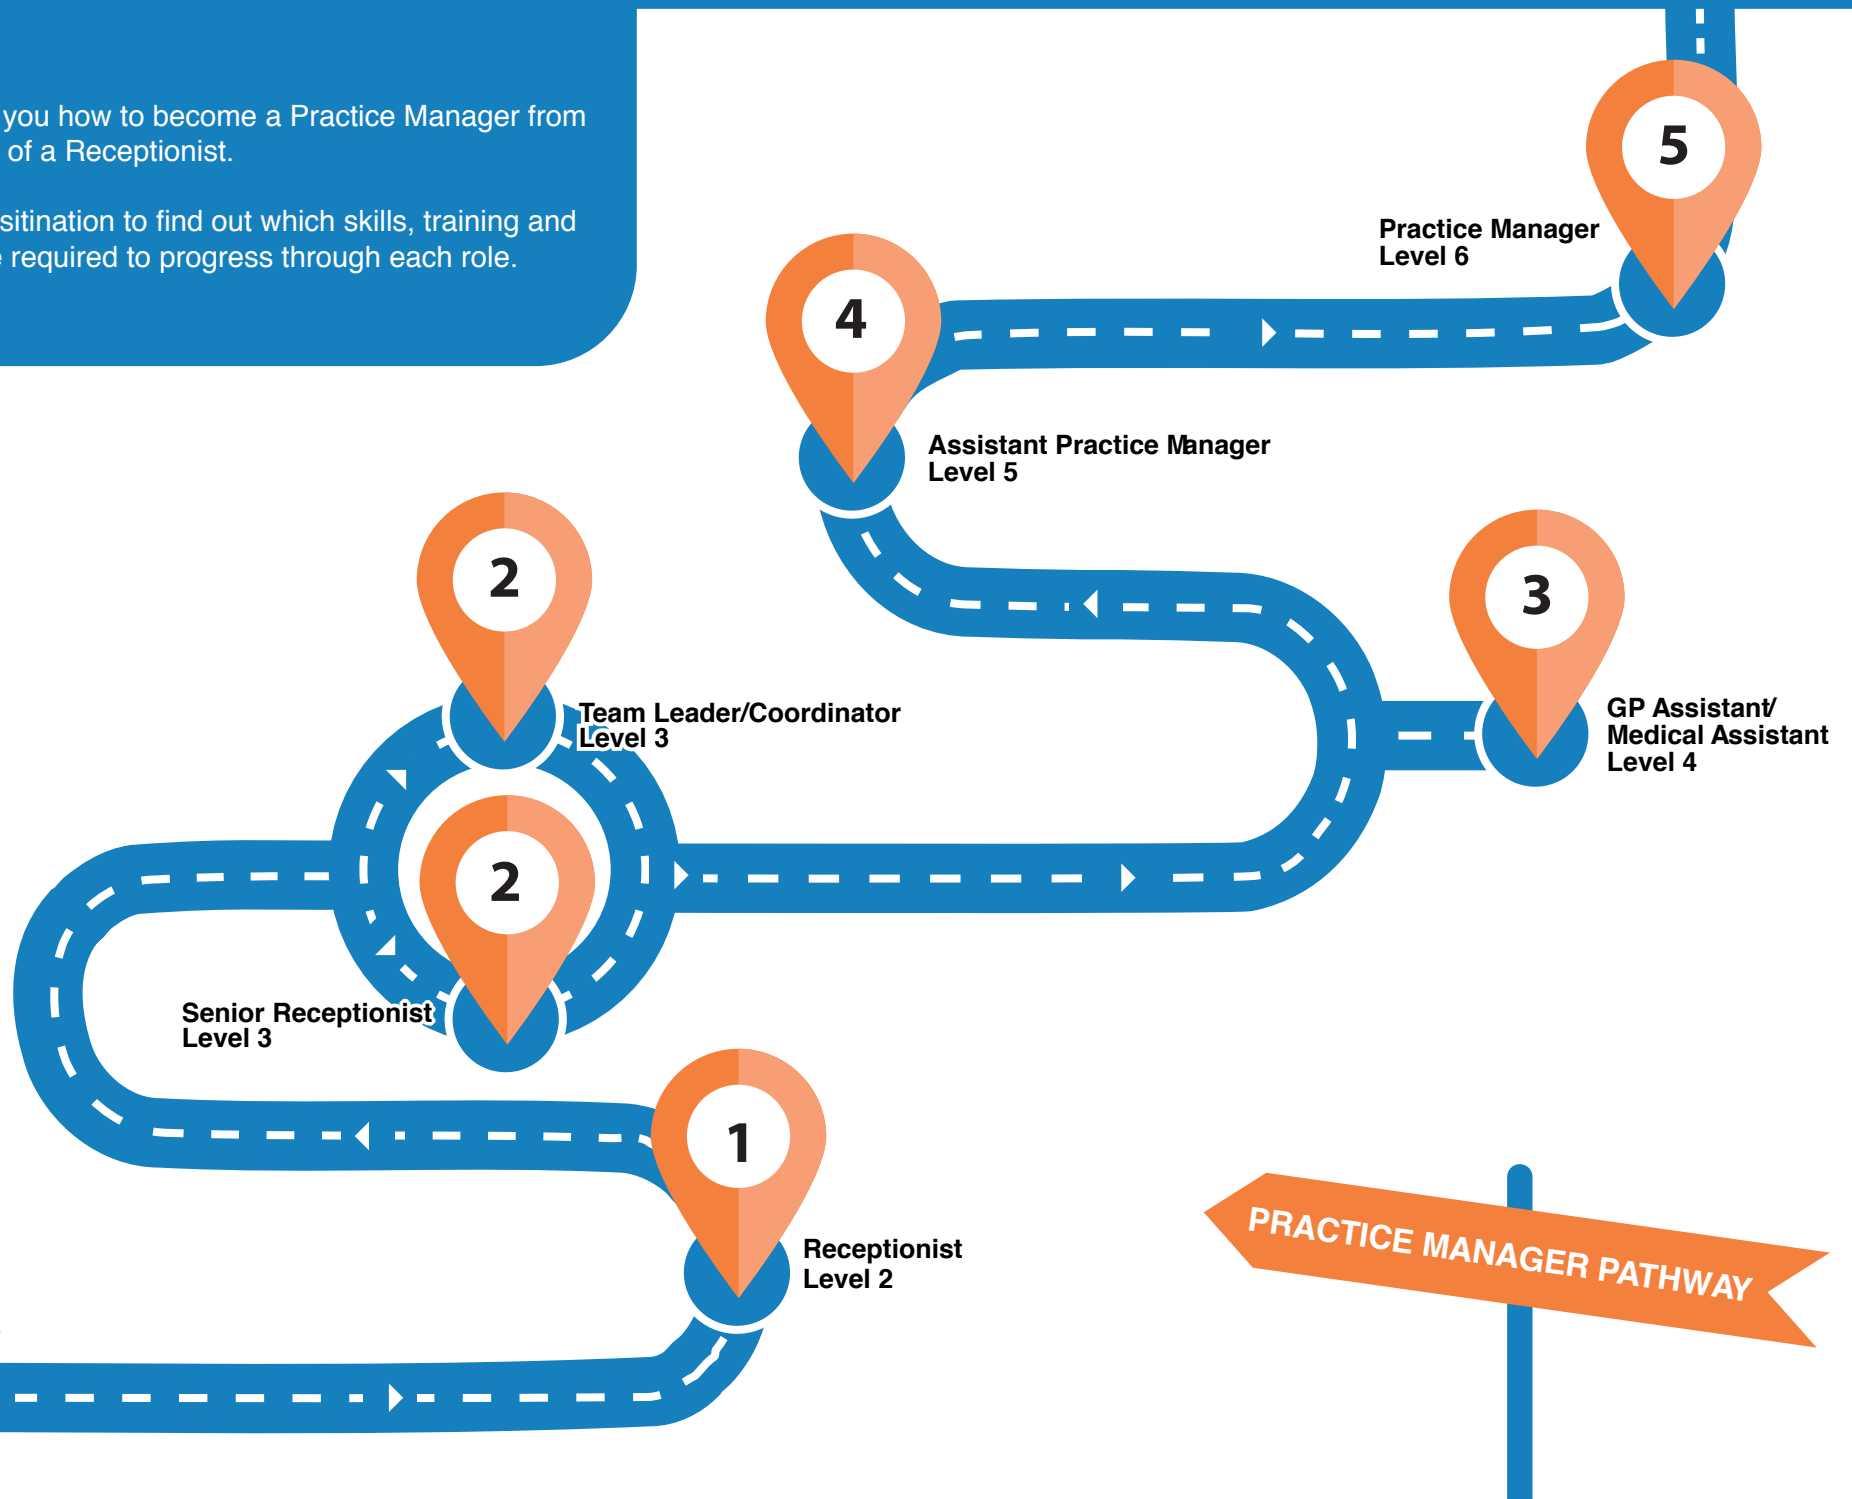 you how to become a Practice Manager from
of a Receptionist.
sitination to find out which skills, training and
required to progress through each role.
5
Practice Manager
Level 6
4
Assistant Practice Manager
Level 5
2
Team Leader/Coordinator
Level 3
3
GP Assistant/
Medical Assistant
Level 4
2
Senior Receptionist
Level 3
1
Receptionist
Level 2
PRACTICE MANAGER PATHWAY